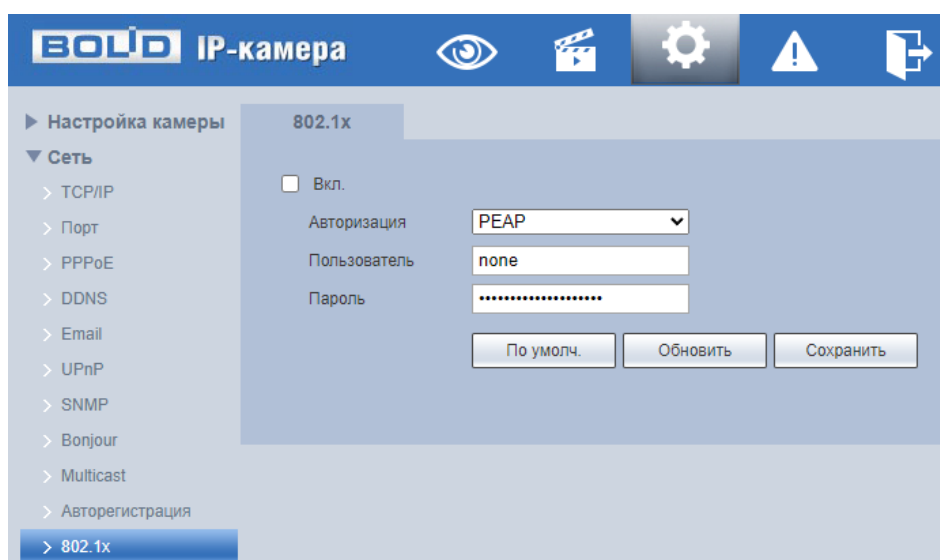 BOLID IP-камера
Настройка камеры
Сеть
TCP/IP
Порт
PPPoE
DDNS
Email
UPnP
SNMP
Bonjour
Multicast
Авторегистрация
802.1x
802.1x
Вкл.
Авторизация PEAP
Пользователь none
Пароль ••••••••••••••••••••
По умолч. Обновить Сохранить